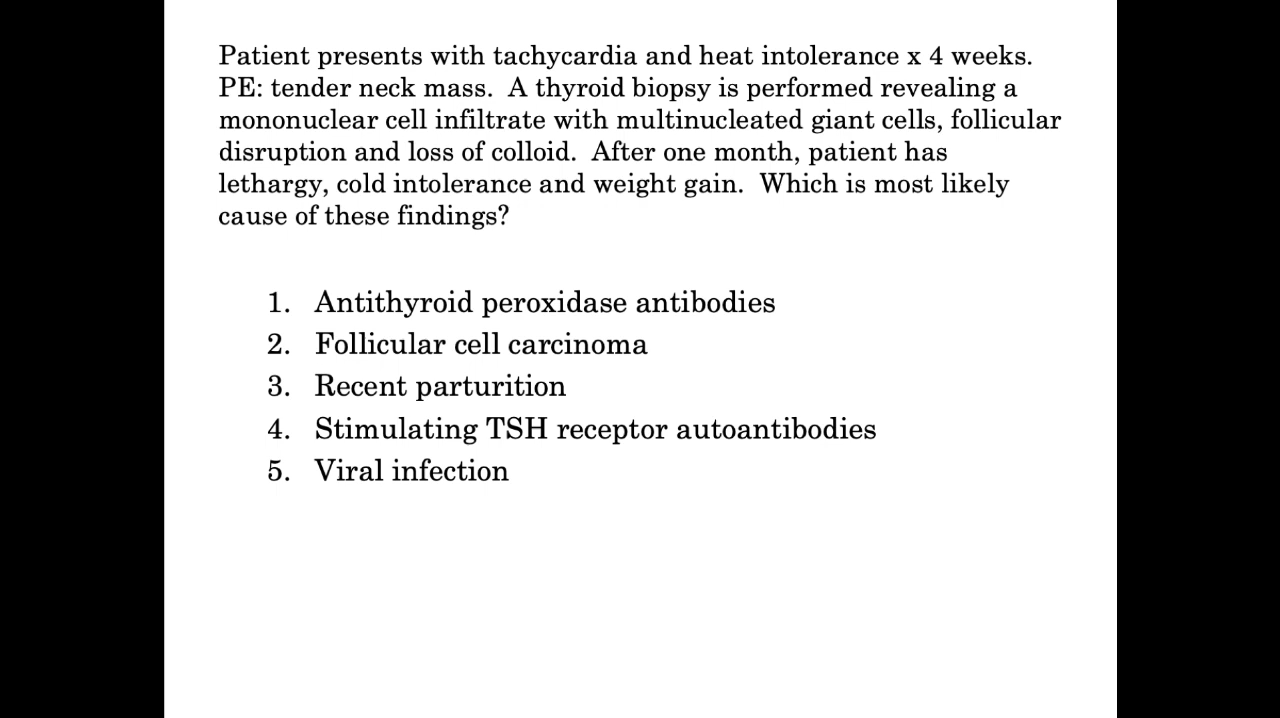 Patient presents with tachycardia and heat intolerance x 4 weeks.
PE: tender neck mass.  A thyroid biopsy is performed revealing a
mononuclear cell infiltrate with multinucleated giant cells, follicular
disruption and loss of colloid.  After one month, patient has
lethargy, cold intolerance and weight gain.  Which is most likely
cause of these findings?
1. Antithyroid peroxidase antibodies
2. Follicular cell carcinoma
3. Recent parturition
4. Stimulating TSH receptor autoantibodies
5. Viral infection